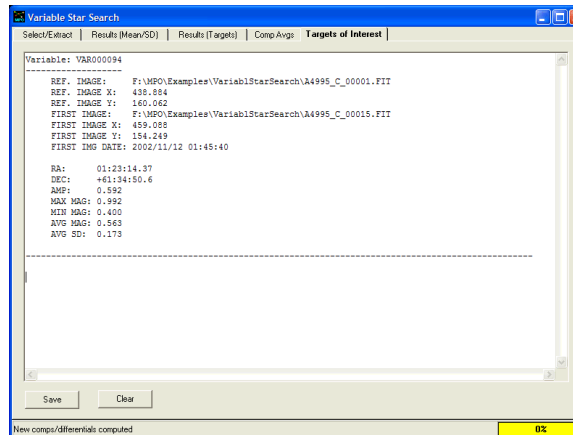 Variable Star Search
Select/Extract Results (Mean/SD) Results (Targets) Comp Avgs Targets of Interest
Variable: VAR000094
-------------------
REF. IMAGE: F:\MPO\Examples\VariablStarSearch\A4995_C_00001.FIT
REF. IMAGE X: 438.884
REF. IMAGE Y: 160.062
FIRST IMAGE: F:\MPO\Examples\VariablStarSearch\A4995_C_00015.FIT
FIRST IMAGE X: 459.088
FIRST IMAGE Y: 154.249
FIRST IMG DATE: 2002/11/12 01:45:40
RA: 01:23:14.37
DEC: +61:34:50.6
AMP: 0.592
MAX MAG: 0.992
MIN MAG: 0.400
AVG MAG: 0.563
AVG SD: 0.173
--------------------------------------------------------------------------------
Save Clear
New comps/differentials computed 0%